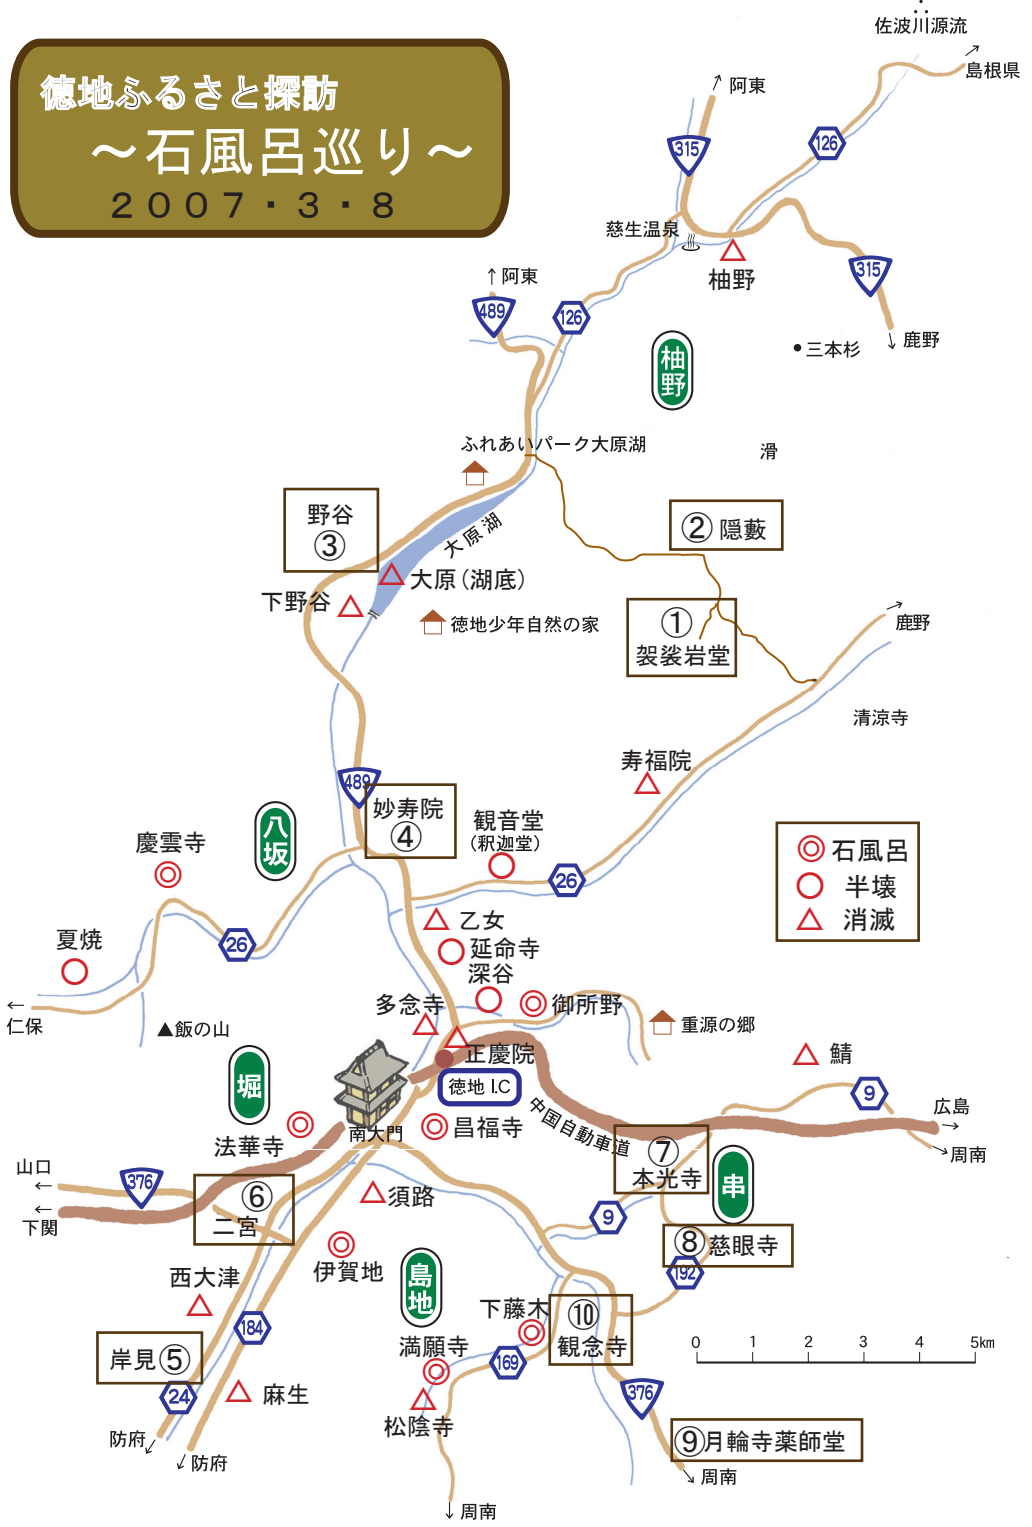 佐波川源流
島根県
徳地ふるさと探訪
～石風呂巡り～
2007・3・8
阿東
315
126
慈生温泉
柚野
315
鹿野
阿東
489
126
三本杉
柚野
ふれあいパーク大原湖
滑
野谷
③
②隠藪
大原湖
大原(湖底)
下野谷
徳地少年自然の家
①
袈裟岩堂
鹿野
清涼寺
寿福院
489
妙寿院
④
観音堂
(釈迦堂)
八坂
慶雲寺
26
石風呂
半壊
消滅
26
夏焼
乙女
延命寺
深谷
御所野
多念寺
仁保
飯の山
重源の郷
正慶院
鯖
堀
徳地 I.C
9
広島
中国自動車道
周南
南大門
昌福寺
法華寺
⑦
本光寺
串
山口
376
下関
⑥
二宮
須路
9
⑧慈眼寺
192
伊賀地
島地
西大津
184
下藤木
⑩
観念寺
満願寺
169
岸見⑤
24
麻生
松陰寺
376
0 1 2 3 4 5km
⑨月輪寺薬師堂
防府
防府
周南
周南